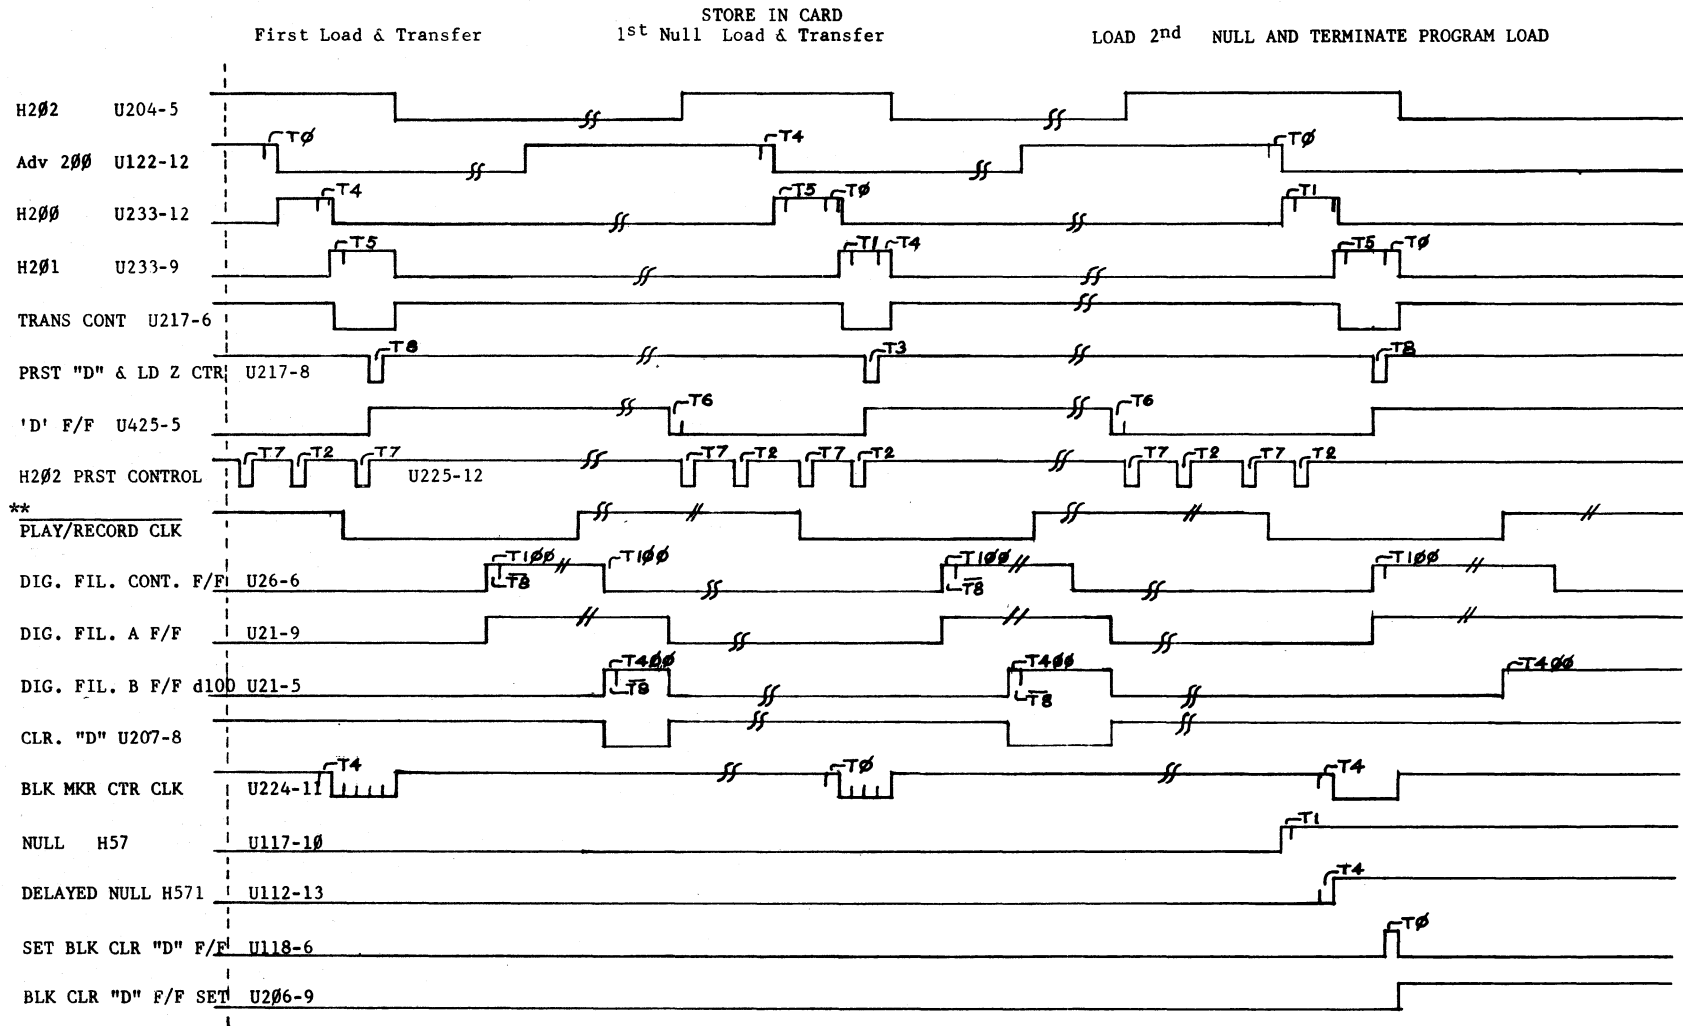 STORE IN CARD
First Load & Transfer 1st Null Load & Transfer LOAD 2nd NULL AND TERMINATE PROGRAM LOAD
H2Ø2 U204-5
Adv 2ØØ U122-12 TØ T4 TØ
H2ØØ U233-12 T4 T5 TØ T1
H2Ø1 U233-9 T5 T1 T4 T5 TØ
TRANS CONT U217-6
PRST "D" & LD Z CTR U217-8 T8 T3 T8
'D' F/F U425-5 T6 T6
H2Ø2 PRST CONTROL T7 T2 T7 U225-12 T7 T2 T7 T2 T7 T2 T7 T2
**
PLAY/RECORD CLK
DIG. FIL. CONT. F/F U26-6 T1ØØ T8 T1ØØ T1ØØ T8 T1ØØ
DIG. FIL. A F/F U21-9
DIG. FIL. B F/F d100 U21-5 T4ØØ T8 T4ØØ T8 T4ØØ
CLR. "D" U207-8
BLK MKR CTR CLK U224-11 T4 TØ T4
NULL H57 U117-1Ø T1
DELAYED NULL H571 U112-13 T4
SET BLK CLR "D" F/F U118-6 TØ
BLK CLR "D" F/F SET U2Ø6-9